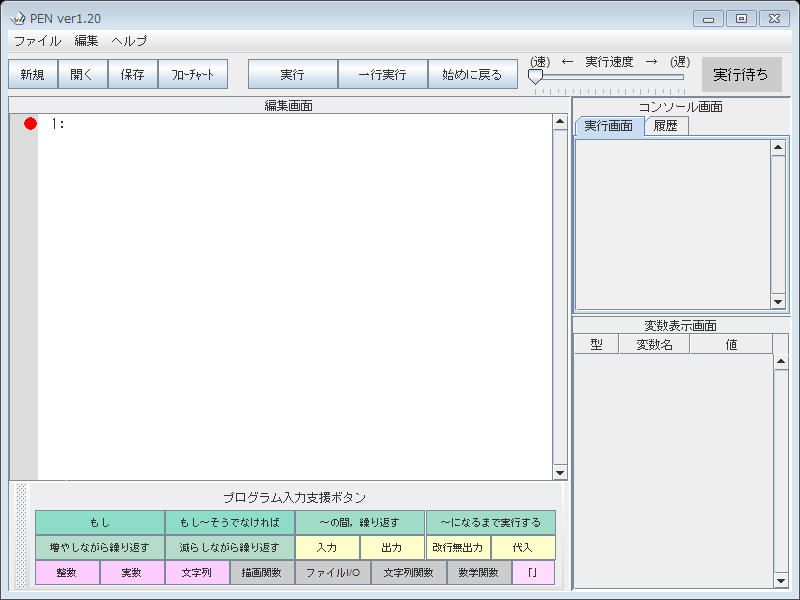 PEN ver1.20
ファイル 編集 ヘルプ
新規 開く 保存 フローチャート 実行 一行実行 始めに戻る (速) ← 実行速度 → (遅) 実行待ち
編集画面
1:
コンソール画面
実行画面 履歴
変数表示画面
型 変数名 値
プログラム入力支援ボタン
もし もし～そうでなければ ～の間，繰り返す ～になるまで実行する
増やしながら繰り返す 減らしながら繰り返す 入力 出力 改行無出力 代入
整数 実数 文字列 描画関数 ファイルI/O 文字列関数 数学関数 「」